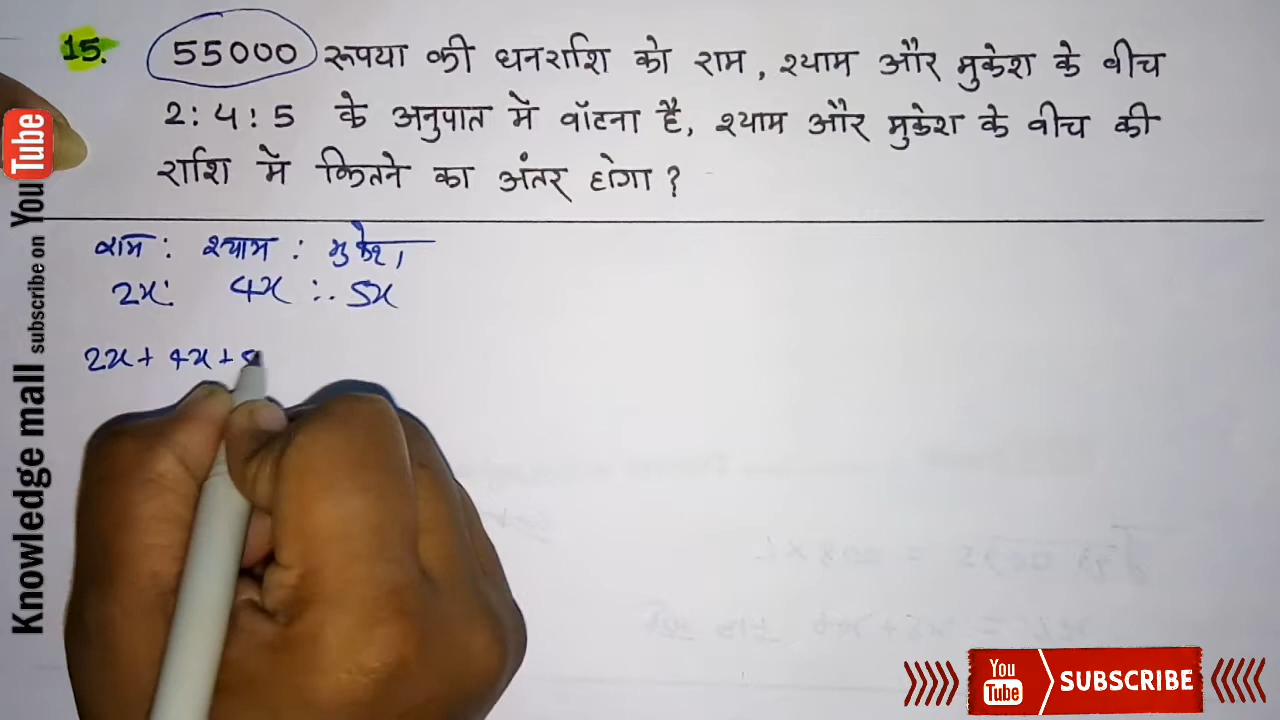 15. 55000 रूपया की धनराशि को राम, श्याम और मुकेश के वीच
2:4:5 के अनुपात में वॉटना है, श्याम और मुकेश के वीच की
राशि में कितने का अंतर होगा ?
राम : श्याम : मुकेश
2x: 4x : 5x
2x + 4x + 5
Knowledge mall subscribe on YouTube
You Tube SUBSCRIBE